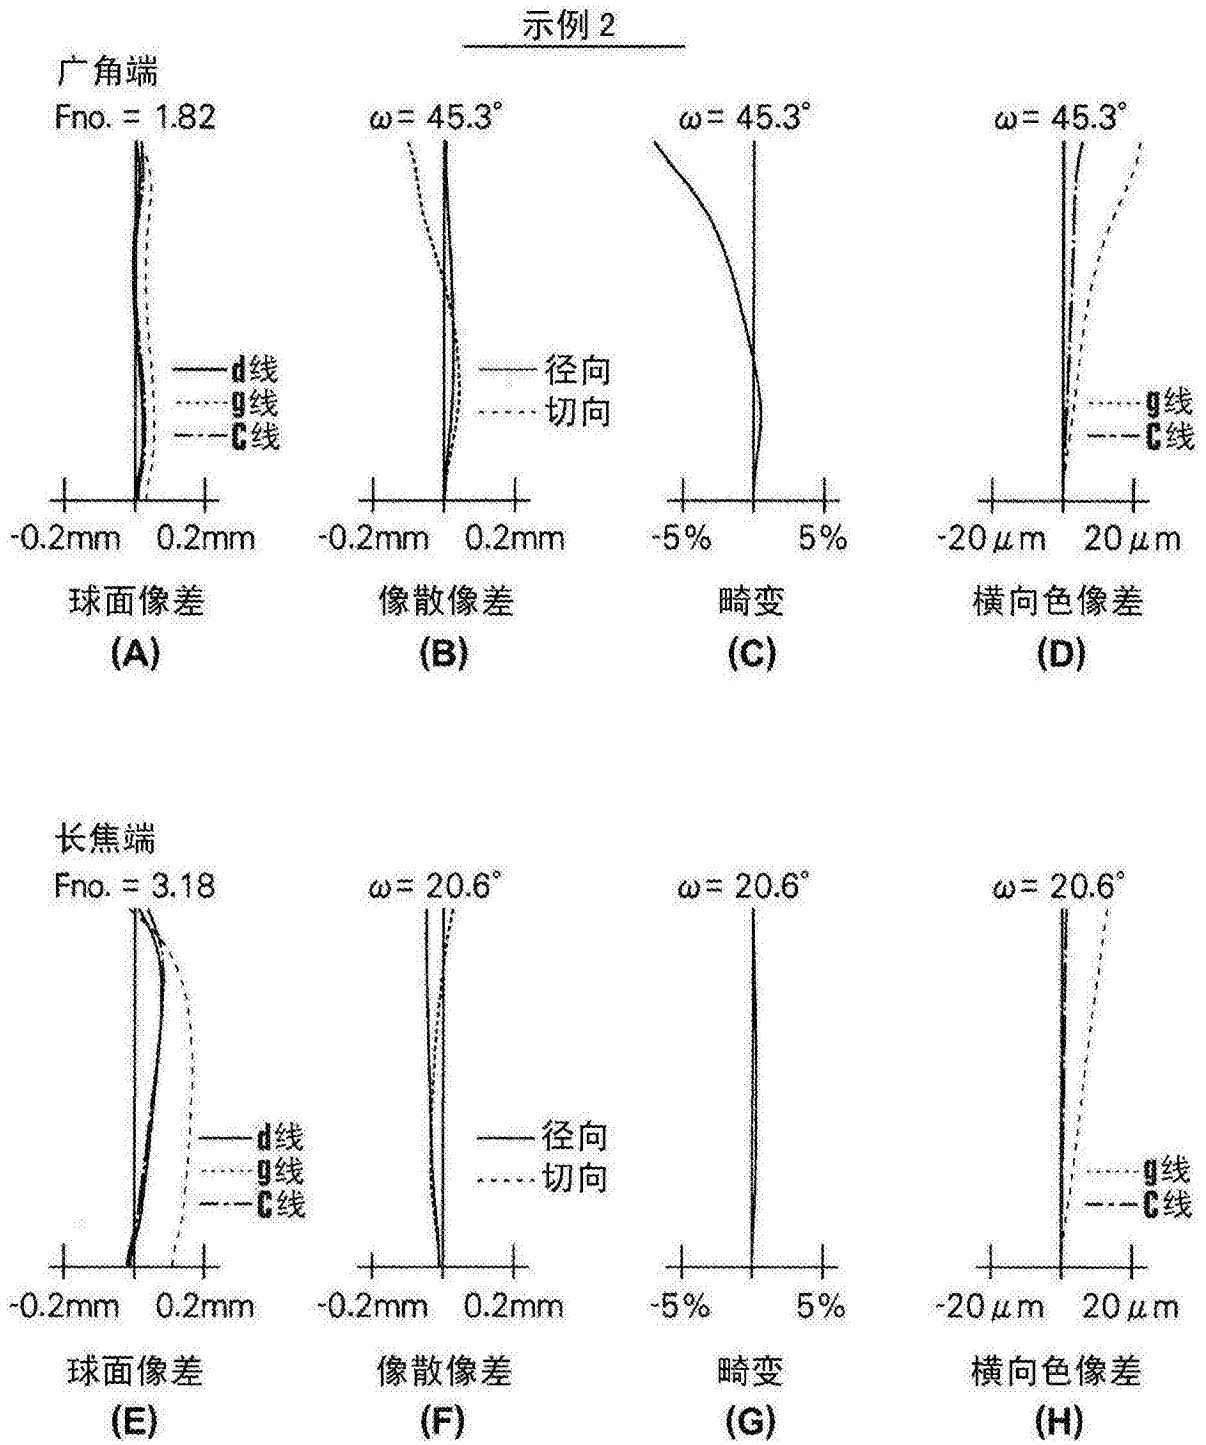 示例 2
广角端
Fno. = 1.82
ω= 45.3°
ω= 45.3°
ω= 45.3°
d线
g线
C线
径向
切向
g线
C线
-0.2mm 0.2mm
-0.2mm 0.2mm
-5% 5%
-20μm 20μm
球面像差
像散像差
畸变
横向色像差
(A)
(B)
(C)
(D)
长焦端
Fno. = 3.18
ω= 20.6°
ω= 20.6°
ω= 20.6°
d线
g线
C线
径向
切向
g线
C线
-0.2mm 0.2mm
-0.2mm 0.2mm
-5% 5%
-20μm 20μm
球面像差
像散像差
畸变
横向色像差
(E)
(F)
(G)
(H)